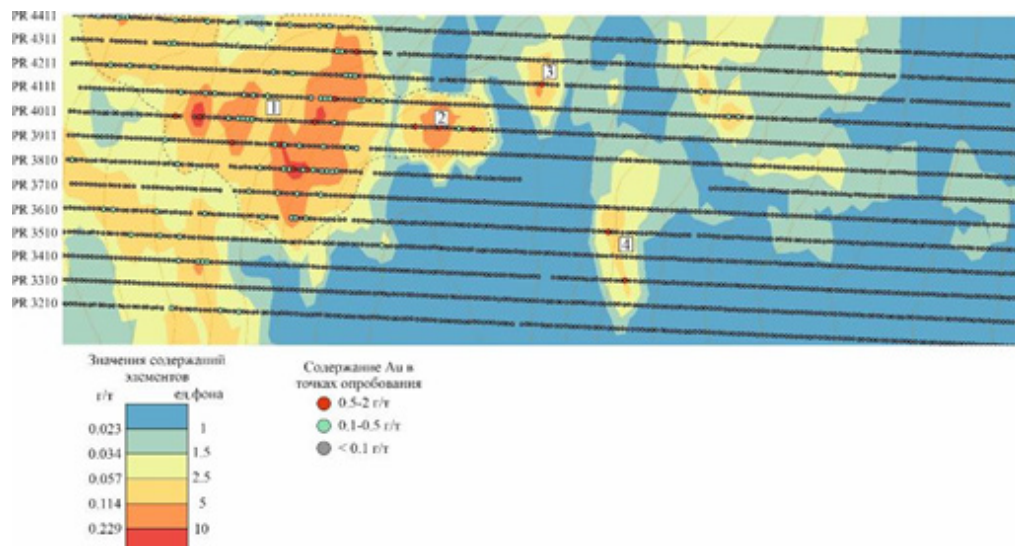 PR 4411
PR 4311
PR 4211
PR 4111
PR 4011
PR 3911
PR 3810
PR 3710
PR 3610
PR 3510
PR 3410
PR 3310
PR 3210
1
2
3
4
Значения содержаний
элементов
г/т ед.фона
0.023 1
0.034 1.5
0.057 2.5
0.114 5
0.229 10
Содержание Au в
точках опробования
0.5-2 г/т
0.1-0.5 г/т
< 0.1 г/т